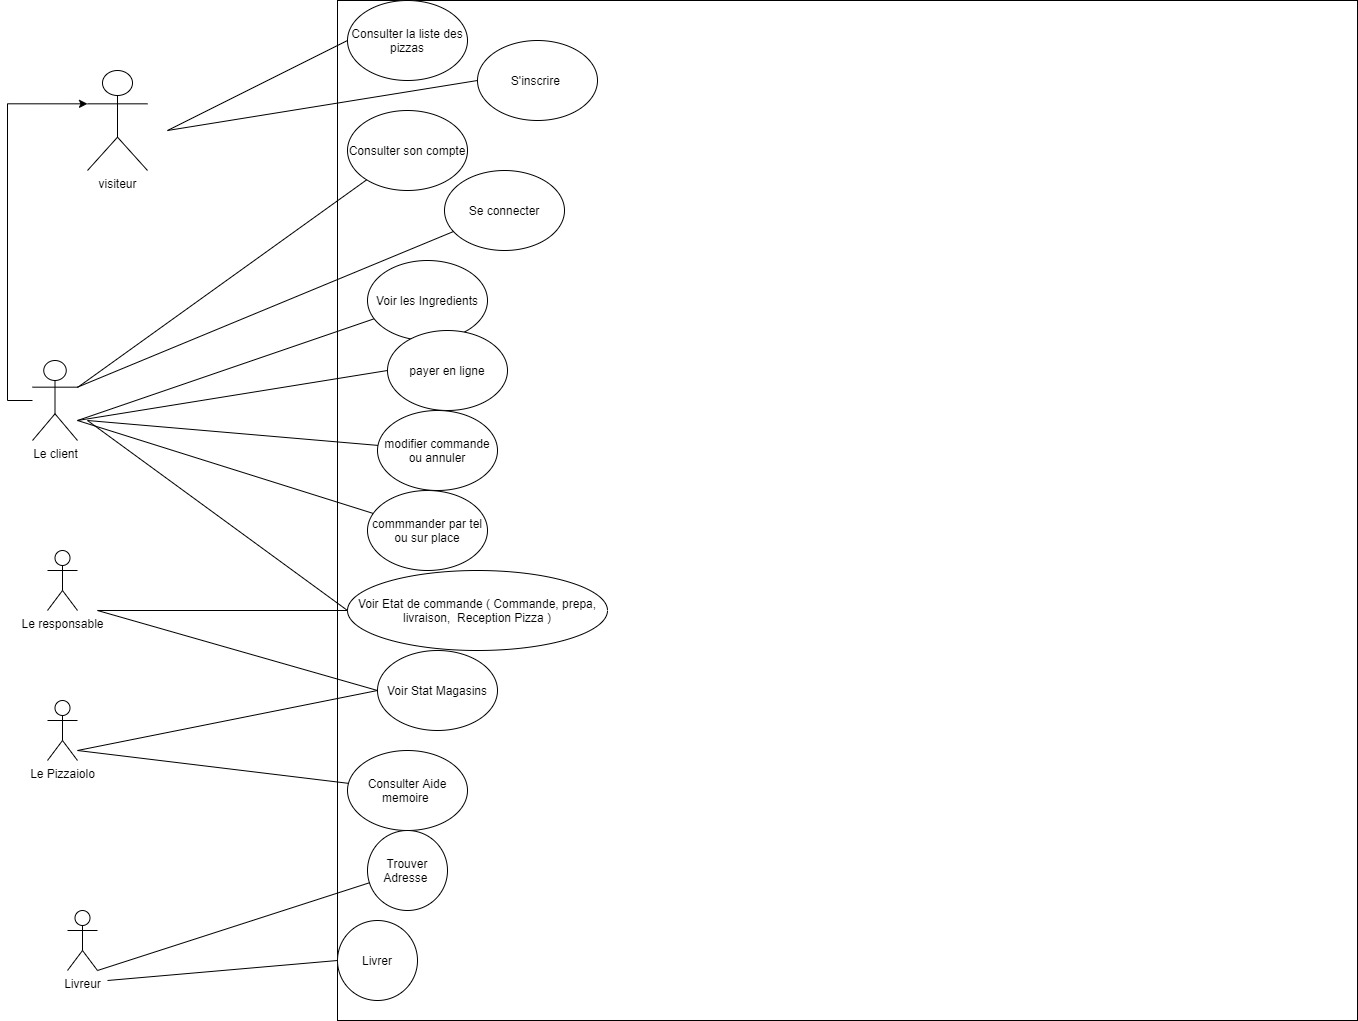 Consulter la liste des
pizzas
S'inscrire
visiteur
Consulter son compte
Se connecter
Voir les Ingredients
payer en ligne
Le client
modifier commande
ou annuler
commmander par tel
ou sur place
Le responsable
Voir Etat de commande ( Commande, prepa,
livraison, Reception Pizza )
Voir Stat Magasins
Le Pizzaiolo
Consulter Aide
memoire
Trouver
Adresse
Livreur
Livrer